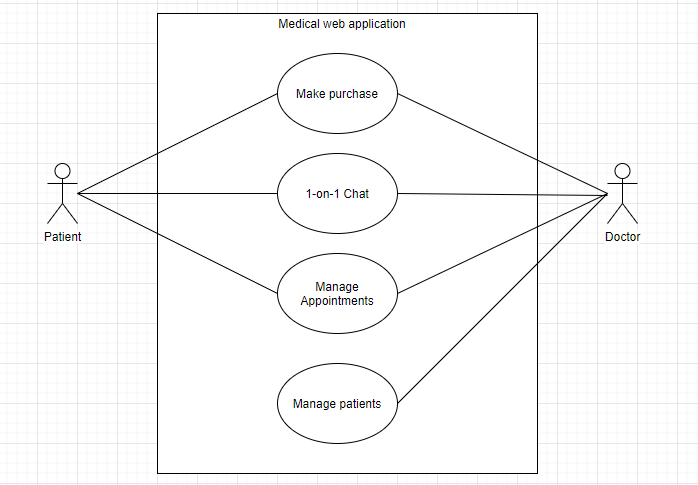 Medical web application
Make purchase
1-on-1 Chat
Patient
Doctor
Manage
Appointments
Manage patients